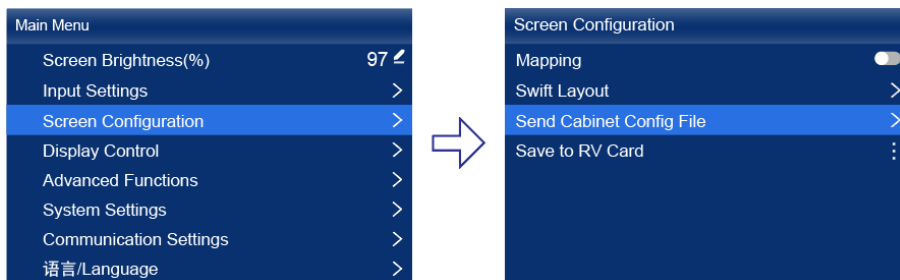 Main Menu
Screen Brightness(%) 97
Input Settings
Screen Configuration
Display Control
Advanced Functions
System Settings
Communication Settings
语言/Language
Screen Configuration
Mapping
Swift Layout
Send Cabinet Config File
Save to RV Card